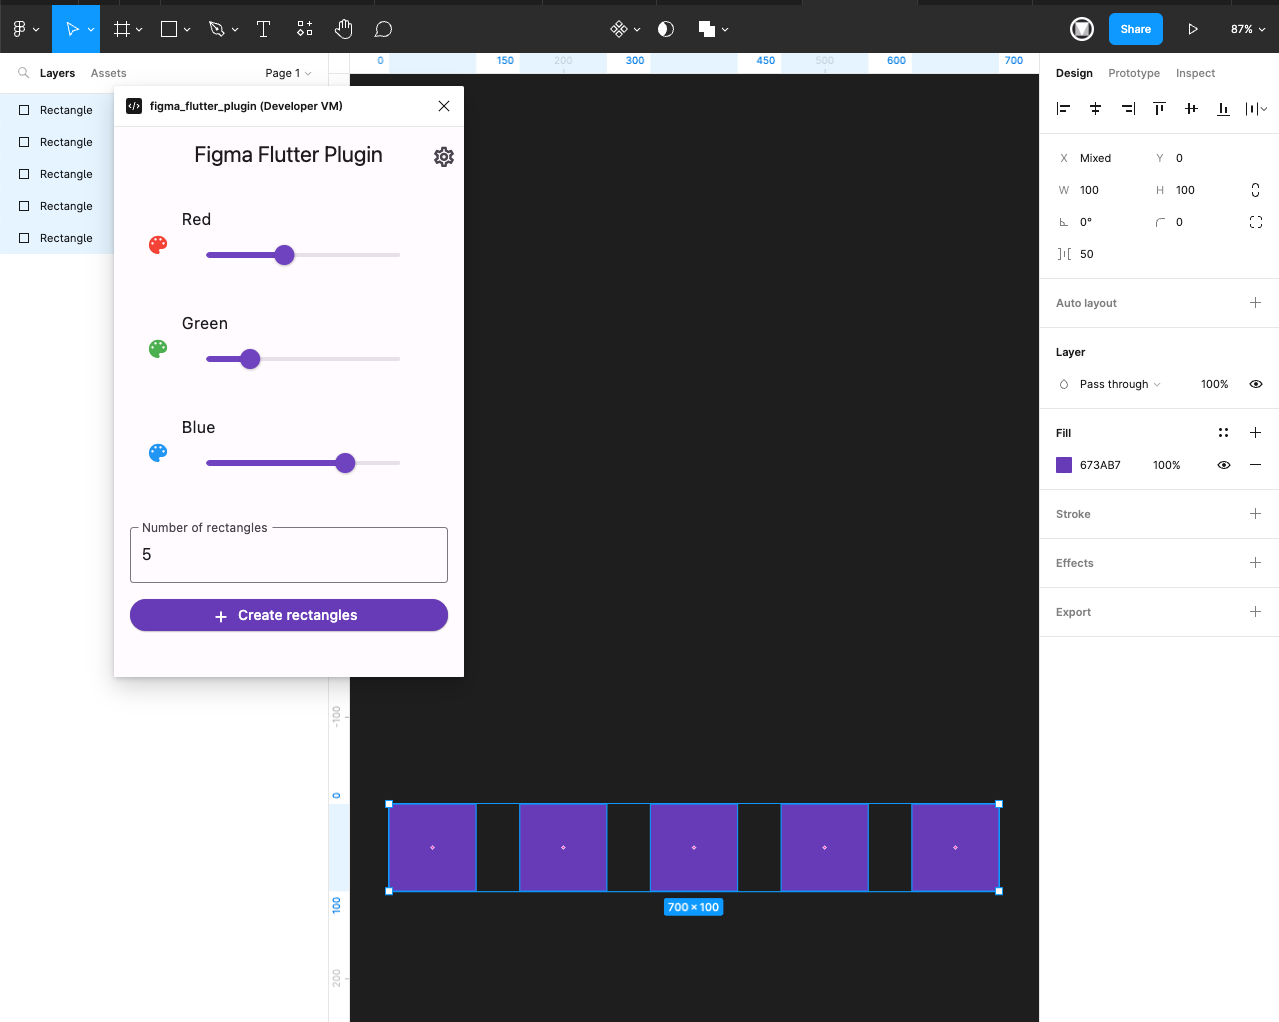 Share
87%
Layers
Assets
Page 1
0
150
200
300
450
500
600
700
Design
Prototype
Inspect
Rectangle
Rectangle
Rectangle
Rectangle
Rectangle
figma_flutter_plugin (Developer VM)
Figma Flutter Plugin
Red
Green
Blue
Number of rectangles
5
Create rectangles
X Mixed Y 0
W 100 H 100
0° 0
50
Auto layout
Layer
Pass through 100%
Fill
673AB7 100%
Stroke
Effects
Export
-100
0
100
200
700 × 100